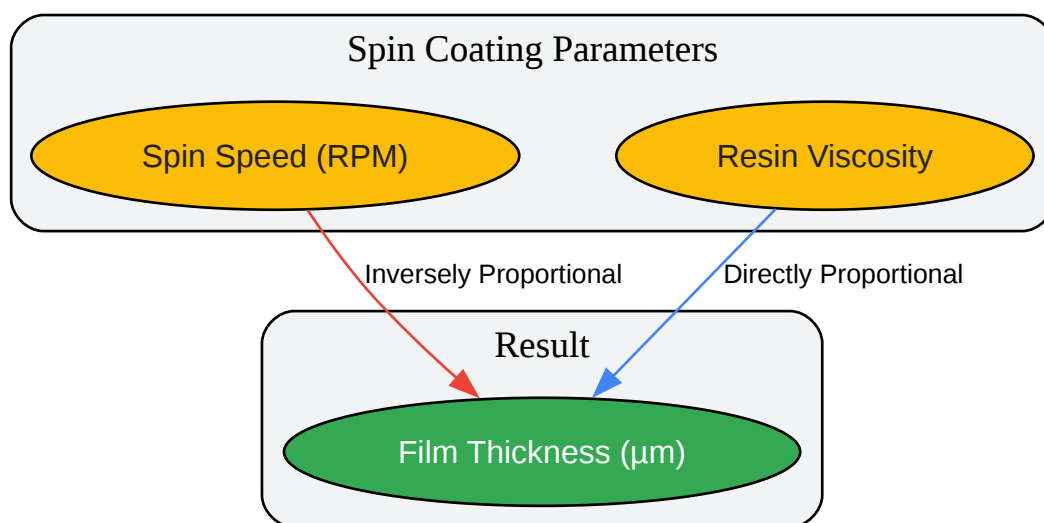 Spin Coating Parameters
Spin Speed (RPM)
Resin Viscosity
Inversely Proportional
Directly Proportional
Result
Film Thickness (µm)